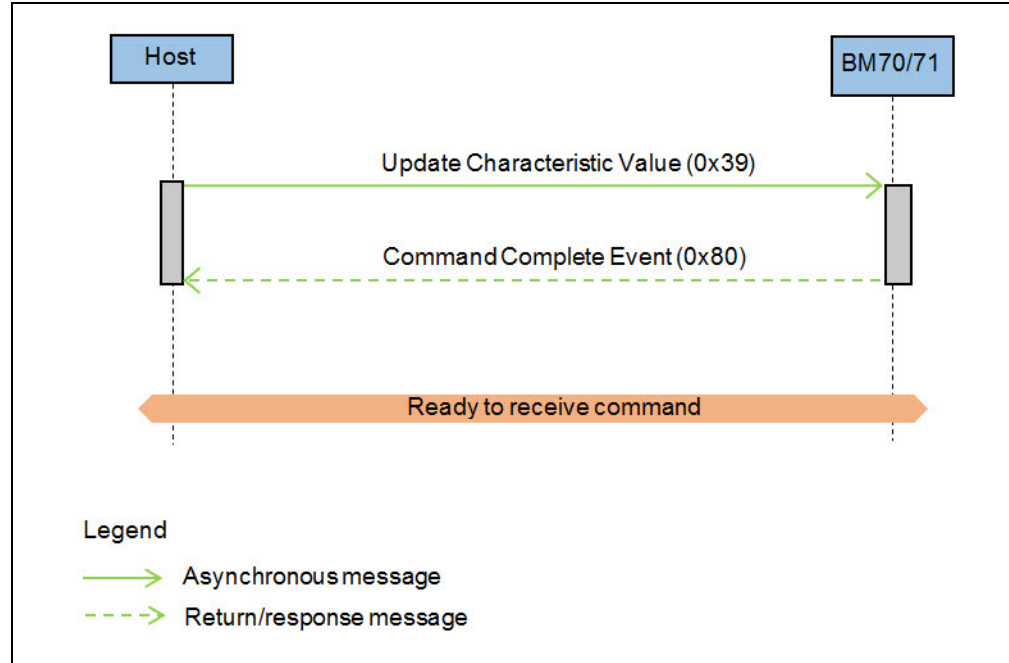 Host
BM70/71
Update Characteristic Value (0x39)
Command Complete Event (0x80)
Ready to receive command
Legend
Asynchronous message
Return/response message